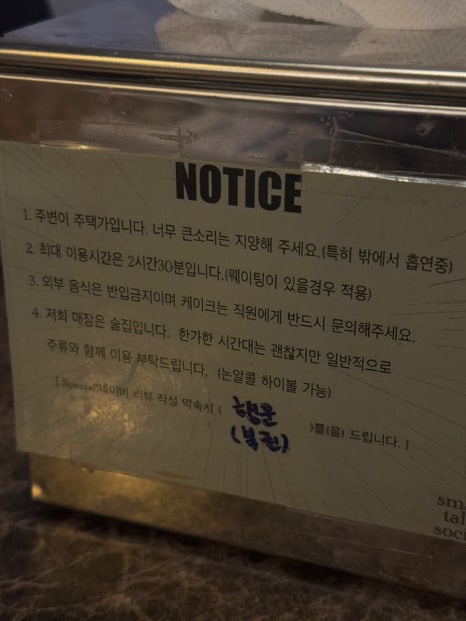 NOTICE
1. 주변이 주택가입니다. 너무 큰소리는 지양해 주세요.(특히 밖에서 흡연중)
2. 최대 이용시간은 2시간30분입니다.(웨이팅이 있을경우 적용)
3. 외부 음식은 반입금지이며 케이크는 직원에게 반드시 문의해주세요.
4. 저희 매장은 술집입니다. 한가한 시간대는 괜찮지만 일반적으로
주류와 함께 이용 부탁드립니다. (논알콜 하이볼 가능)
[ Special!네이버 리뷰 작성 약속시 ( 행운 )를(을) 드립니다. ]
(복권)